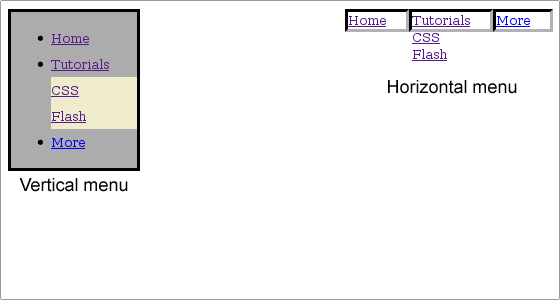 Home
Tutorials
CSS
Flash
More
Vertical menu
Home Tutorials More
CSS
Flash
Horizontal menu